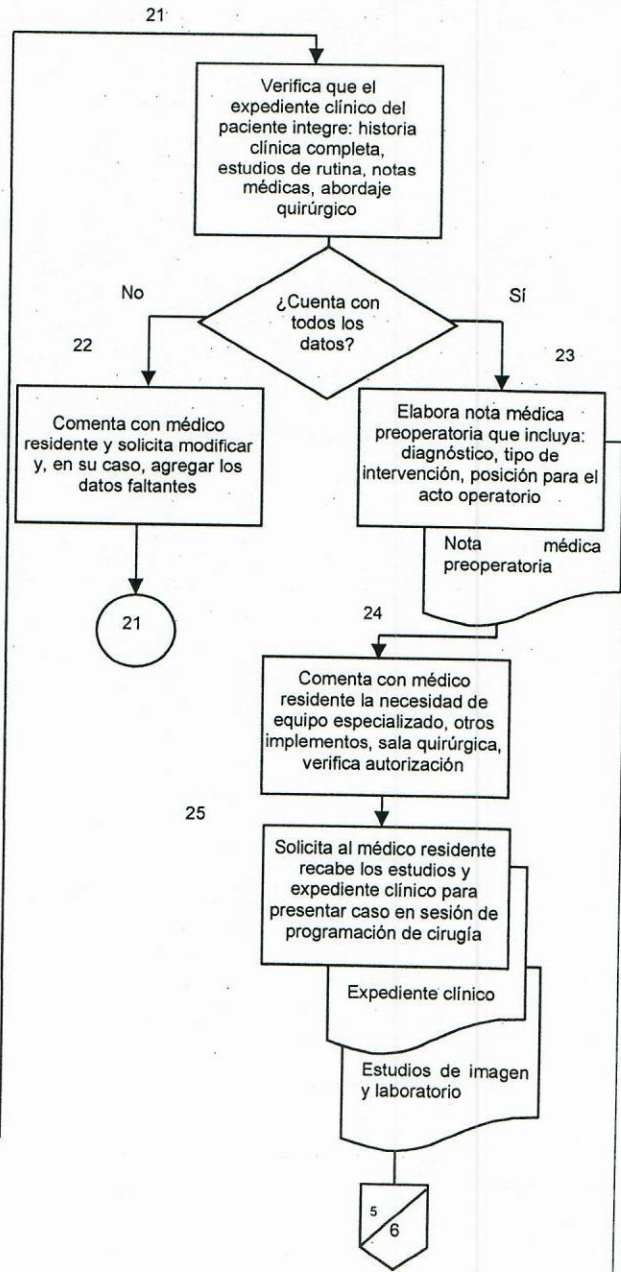 21
Verifica que el
expediente clínico del
paciente integre: historia
clínica completa,
estudios de rutina, notas
médicas, abordaje
quirúrgico
No
¿Cuenta con
todos los
datos?
Sí
22
23
Comenta con médico
residente y solicita modificar
y, en su caso, agregar los
datos faltantes
Elabora nota médica
preoperatoria que incluya:
diagnóstico, tipo de
intervención, posición para el
acto operatorio
Nota médica
preoperatoria
21
24
Comenta con médico
residente la necesidad de
equipo especializado, otros
implementos, sala quirúrgica,
verifica autorización
25
Solicita al médico residente
recabe los estudios y
expediente clínico para
presentar caso en sesión de
programación de cirugía
Expediente clínico
Estudios de imagen
y laboratorio
5
6